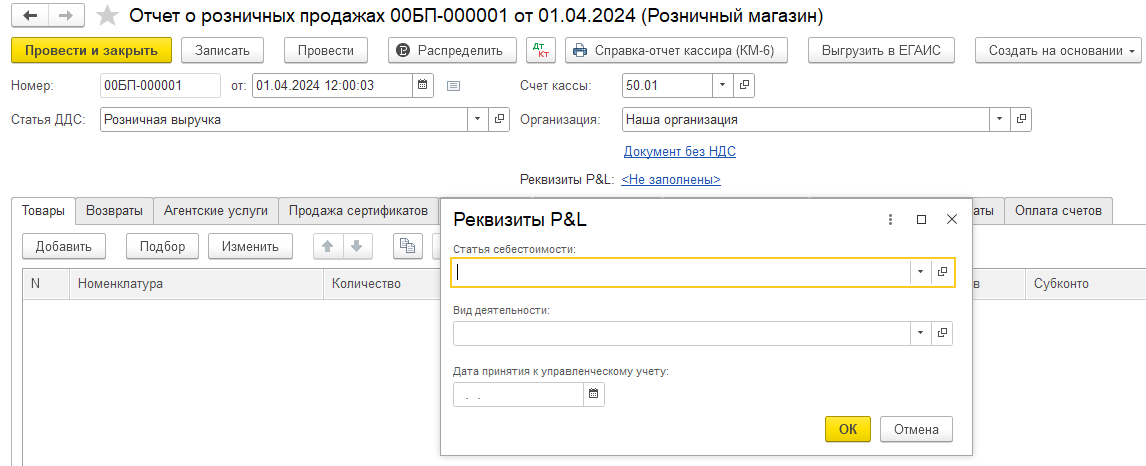 Отчет о розничных продажах 00БП-000001 от 01.04.2024 (Розничный магазин)
Провести и закрыть Записать Провести Распределить Дт Кт Справка-отчет кассира (КМ-6) Выгрузить в ЕГАИС Создать на основании
Номер: 00БП-000001 от: 01.04.2024 12:00:03 Счет кассы: 50.01
Статья ДДС: Розничная выручка Организация: Наша организация
Документ без НДС
Реквизиты P&L: <Не заполнены>
Товары Возвраты Агентские услуги Продажа сертификатов аты Оплата счетов
Реквизиты P&L
Добавить Подбор Изменить
Статья себестоимости:
N Номенклатура Количество в Субконто
Вид деятельности:
Дата принятия к управленческому учету:
. .
ОК Отмена